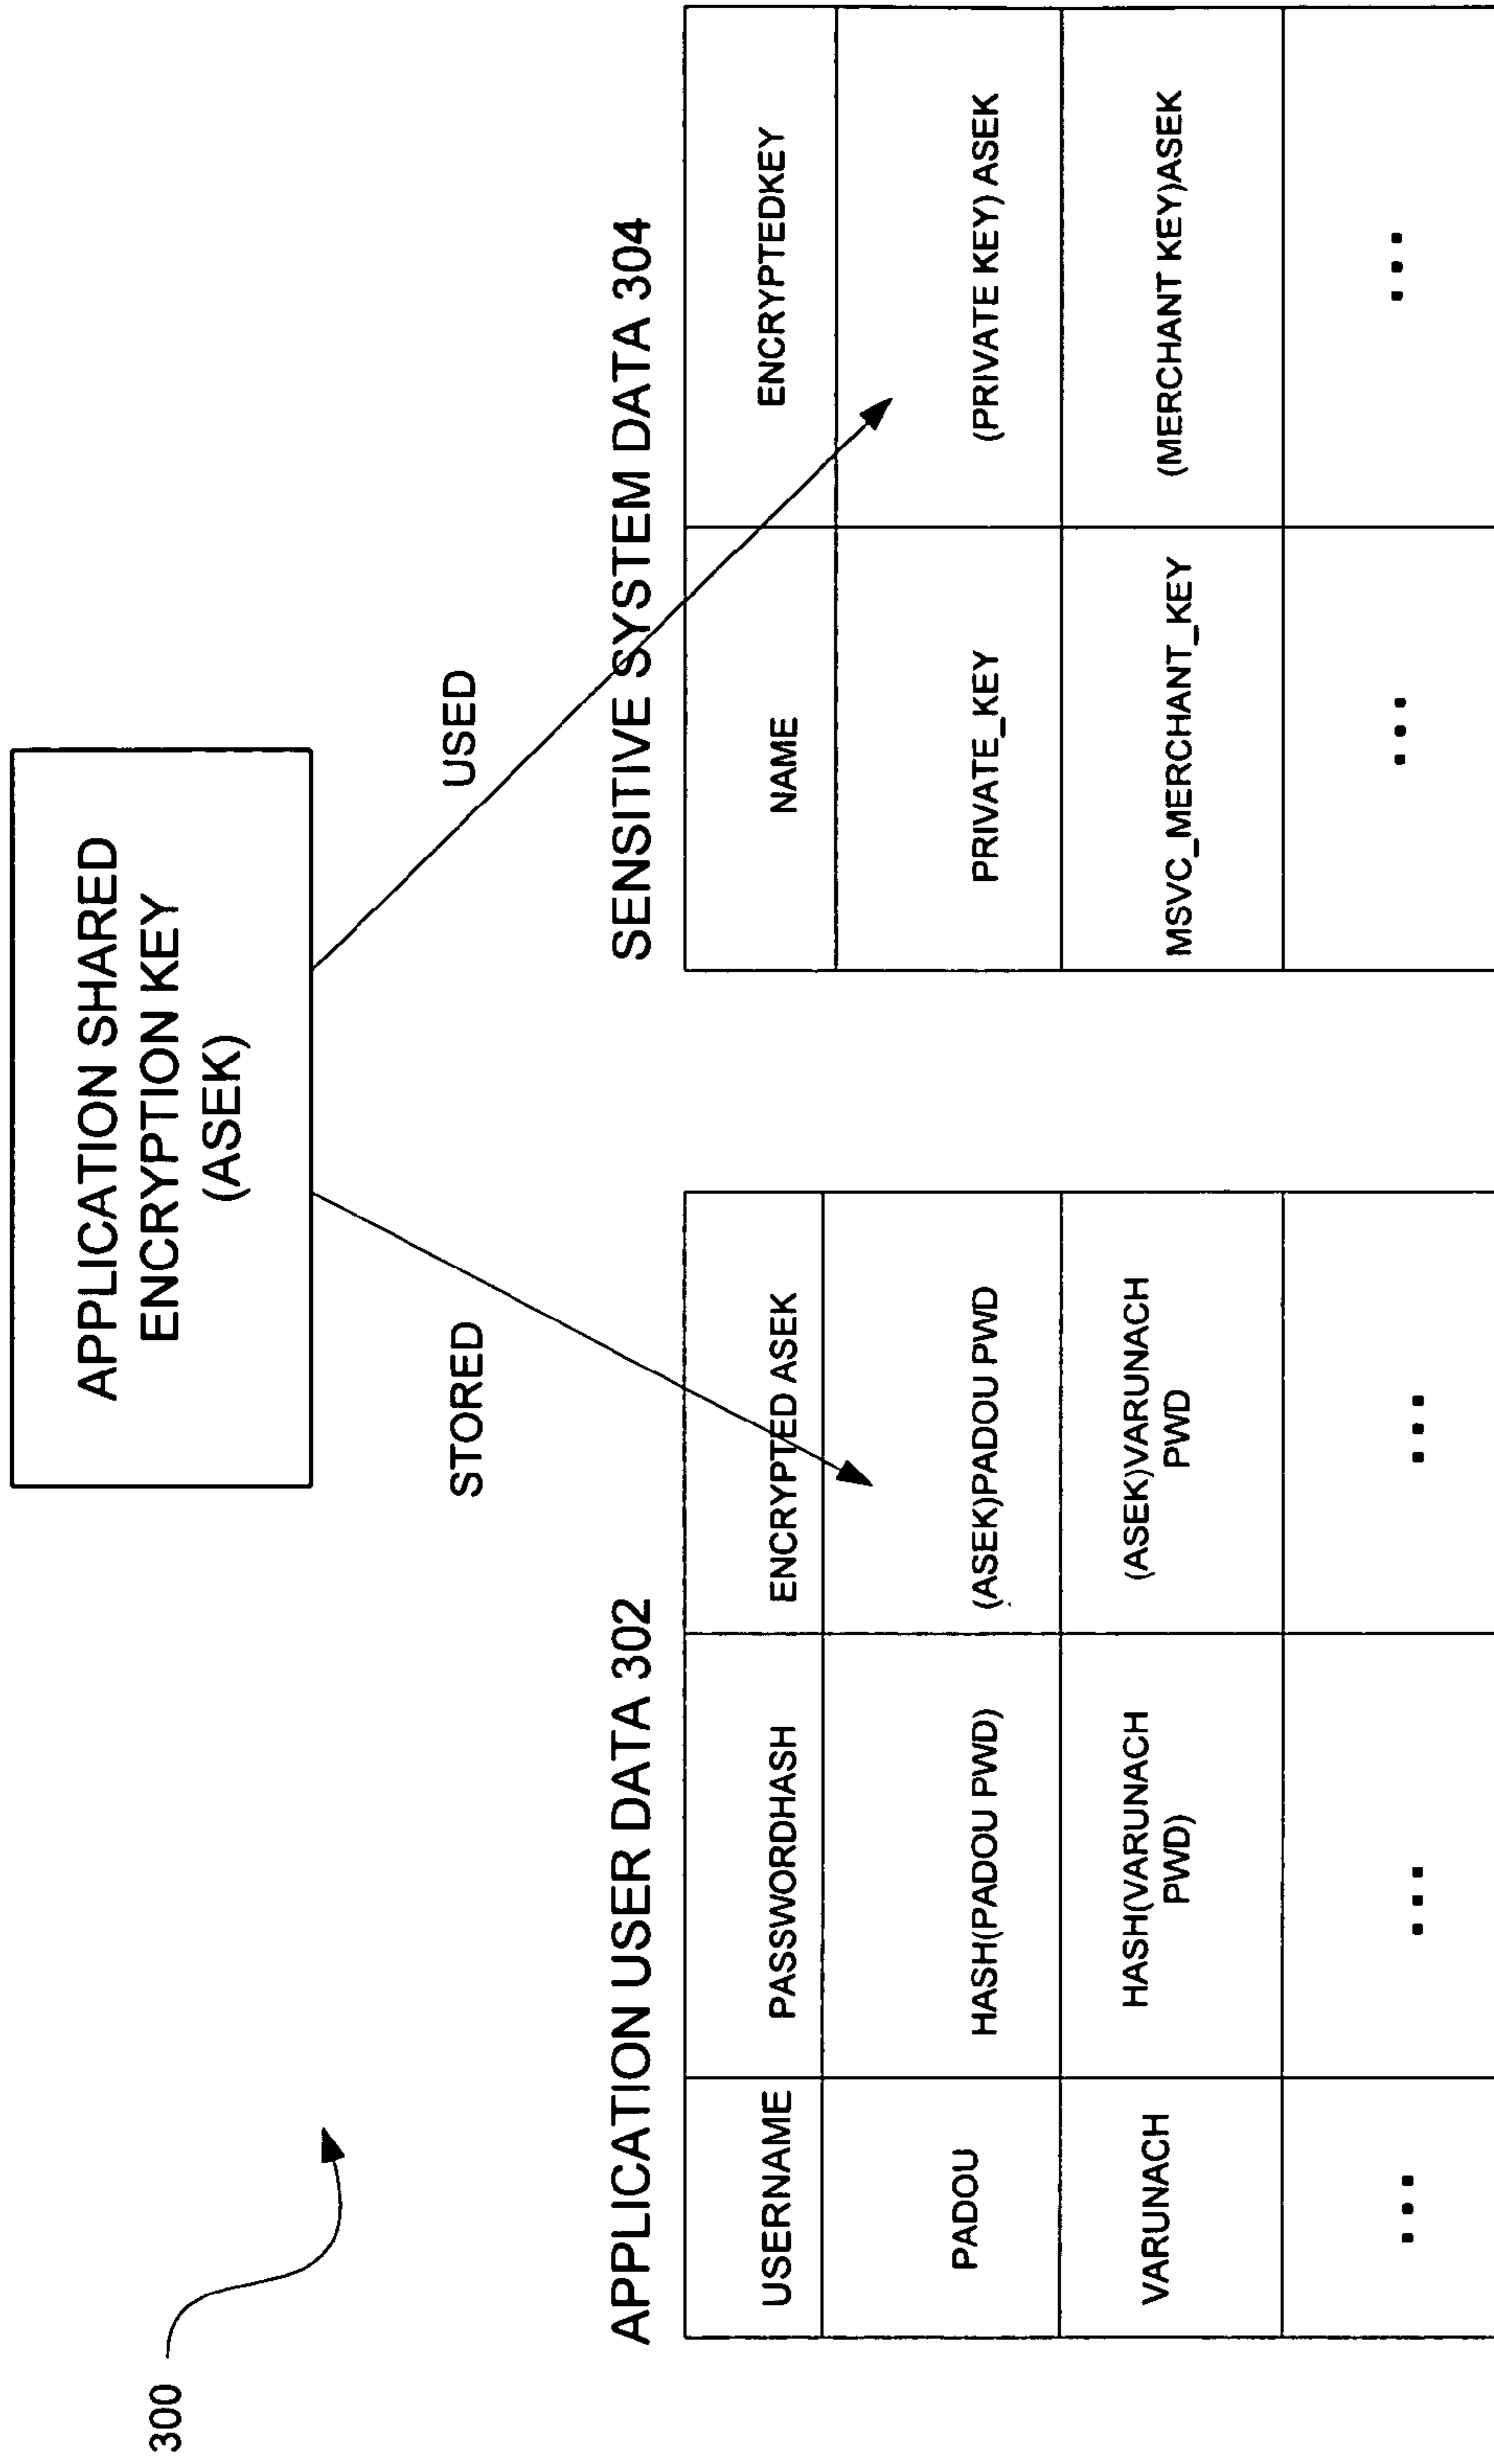 300
APPLICATION SHARED
ENCRYPTION KEY
(ASEK)
STORED
USED
APPLICATION USER DATA 302
USERNAME PASSWORDHASH ENCRYPTED ASEK
PADOU HASH(PADOU PWD) (ASEK)PADOU PWD
VARUNACH HASH(VARUNACH PWD) (ASEK)VARUNACH PWD
... ... ...
SENSITIVE SYSTEM DATA 304
NAME ENCRYPTEDKEY
PRIVATE_KEY (PRIVATE KEY) ASEK
MSVC_MERCHANT_KEY (MERCHANT KEY)ASEK
... ...